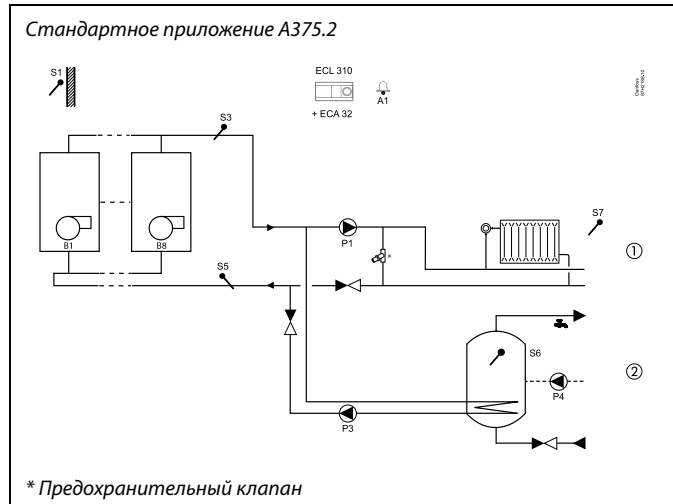 Стандартное приложение A375.2
S1
ECL 310
A1
+ ECA 32
S3
B1
B8
P1
S7
①
S5
*
S6
②
P4
P3
* Предохранительный клапан